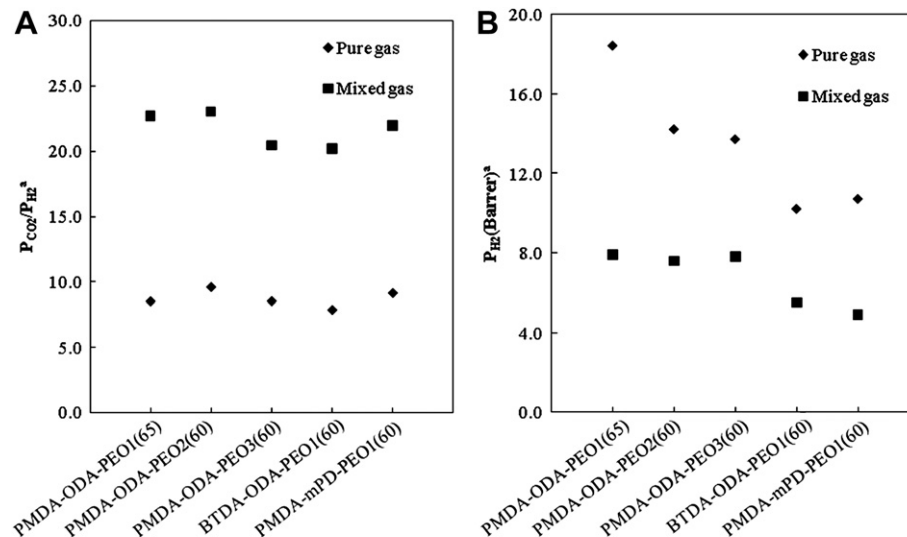 A
30.0
25.0
20.0
15.0
10.0
5.0
0.0
P_CO2/P_H2^a
Pure gas
Mixed gas
PMDA-ODA-PEO1(65)
PMDA-ODA-PEO2(60)
PMDA-ODA-PEO3(60)
BTDA-ODA-PEO1(60)
PMDA-mPD-PEO1(60)
B
20.0
16.0
12.0
8.0
4.0
0.0
P_H2(Barrer)^a
Pure gas
Mixed gas
PMDA-ODA-PEO1(65)
PMDA-ODA-PEO2(60)
PMDA-ODA-PEO3(60)
BTDA-ODA-PEO1(60)
PMDA-mPD-PEO1(60)